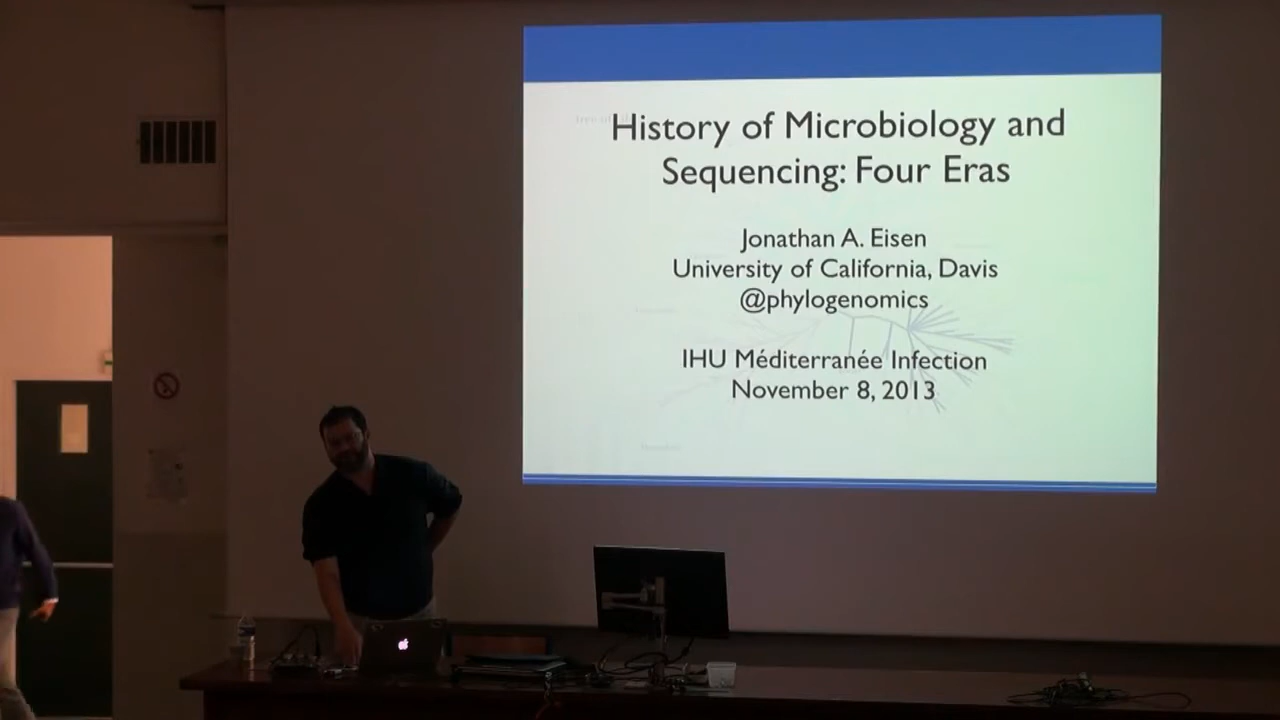 History of Microbiology and
Sequencing: Four Eras
Jonathan A. Eisen
University of California, Davis
@phylogenomics
IHU Méditerranée Infection
November 8, 2013